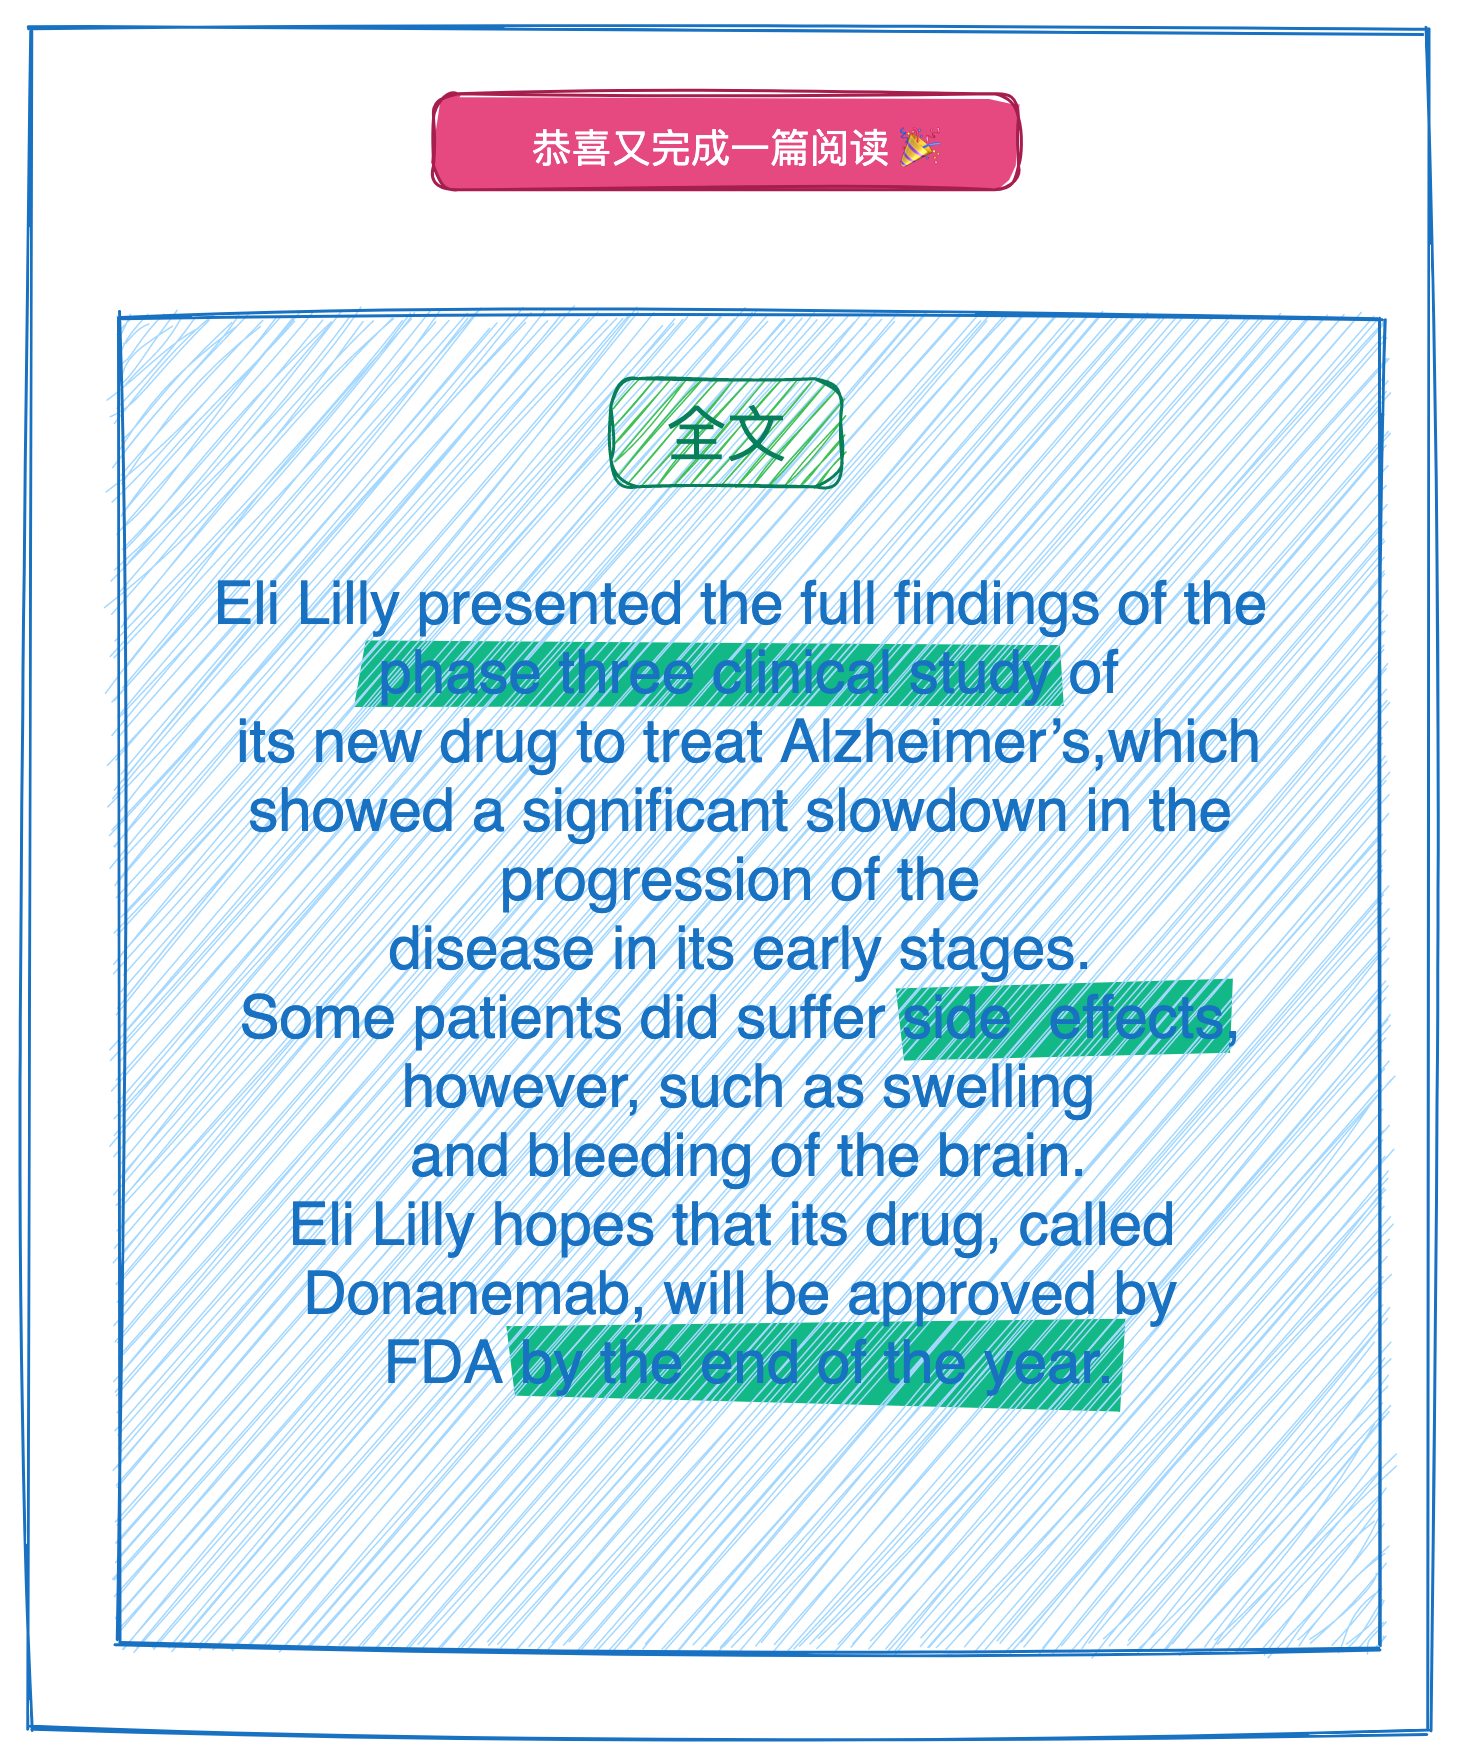 恭喜又完成一篇阅读 🎉
全文
Eli Lilly presented the full findings of the
phase three clinical study of
its new drug to treat Alzheimer’s,which
showed a significant slowdown in the
progression of the
disease in its early stages.
Some patients did suffer side  effects,
however, such as swelling
and bleeding of the brain.
Eli Lilly hopes that its drug, called
Donanemab, will be approved by
FDA by the end of the year.